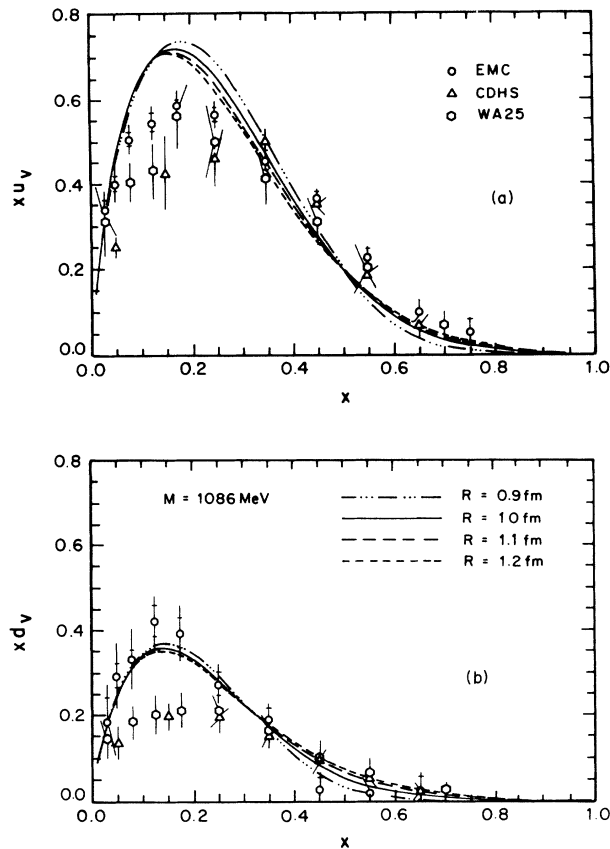 0.8
0.6
0.4
0.2
0.0
x u v
EMC
CDHS
WA25
(a)
0.0 0.2 0.4 0.6 0.8 1.0
x
0.8
0.6
0.4
0.2
0.0
x d v
M = 1086 MeV
R = 0.9 fm
R = 1 0 fm
R = 1.1 fm
R = 1.2 fm
(b)
0.0 0.2 0.4 0.6 0.8 1.0
x